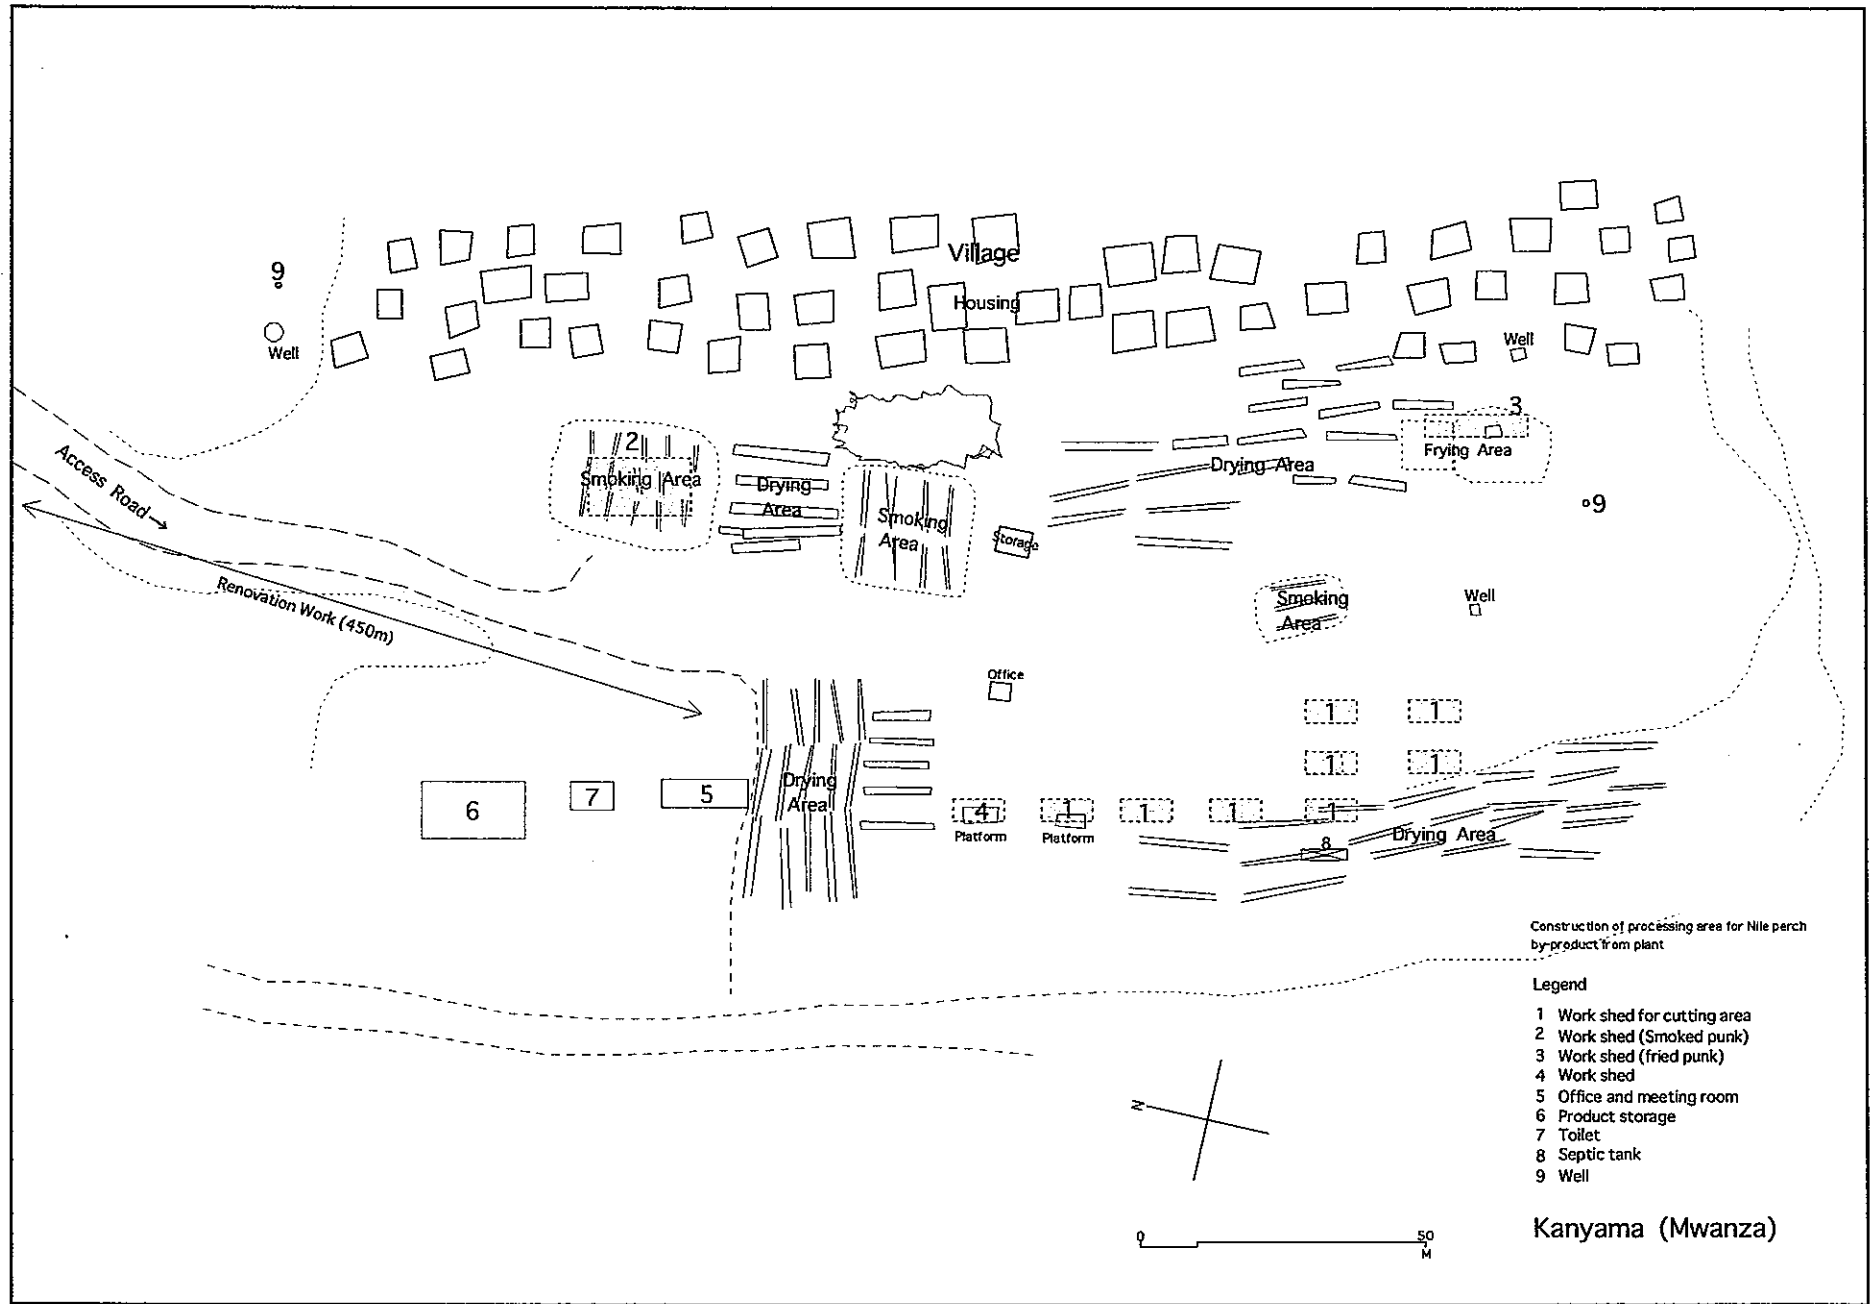 Village
9
Housing
Well
Well
3
2
Access Road→
Smoking Area
Drying
Area
Drying Area
Frying Area
9
Smoking
Area
Storage
Renovation Work (450m)
Smoking
Area
Well
Office
1
1
1
1
Drying
Area
6
7
5
4
1
1
1
1
Platform
Platform
8
Drying Area
Construction of processing area for Nile perch
by-product from plant
Legend
1 Work shed for cutting area
2 Work shed (Smoked punk)
3 Work shed (fried punk)
4 Work shed
5 Office and meeting room
6 Product storage
7 Toilet
8 Septic tank
9 Well
N
0 50
M
Kanyama (Mwanza)